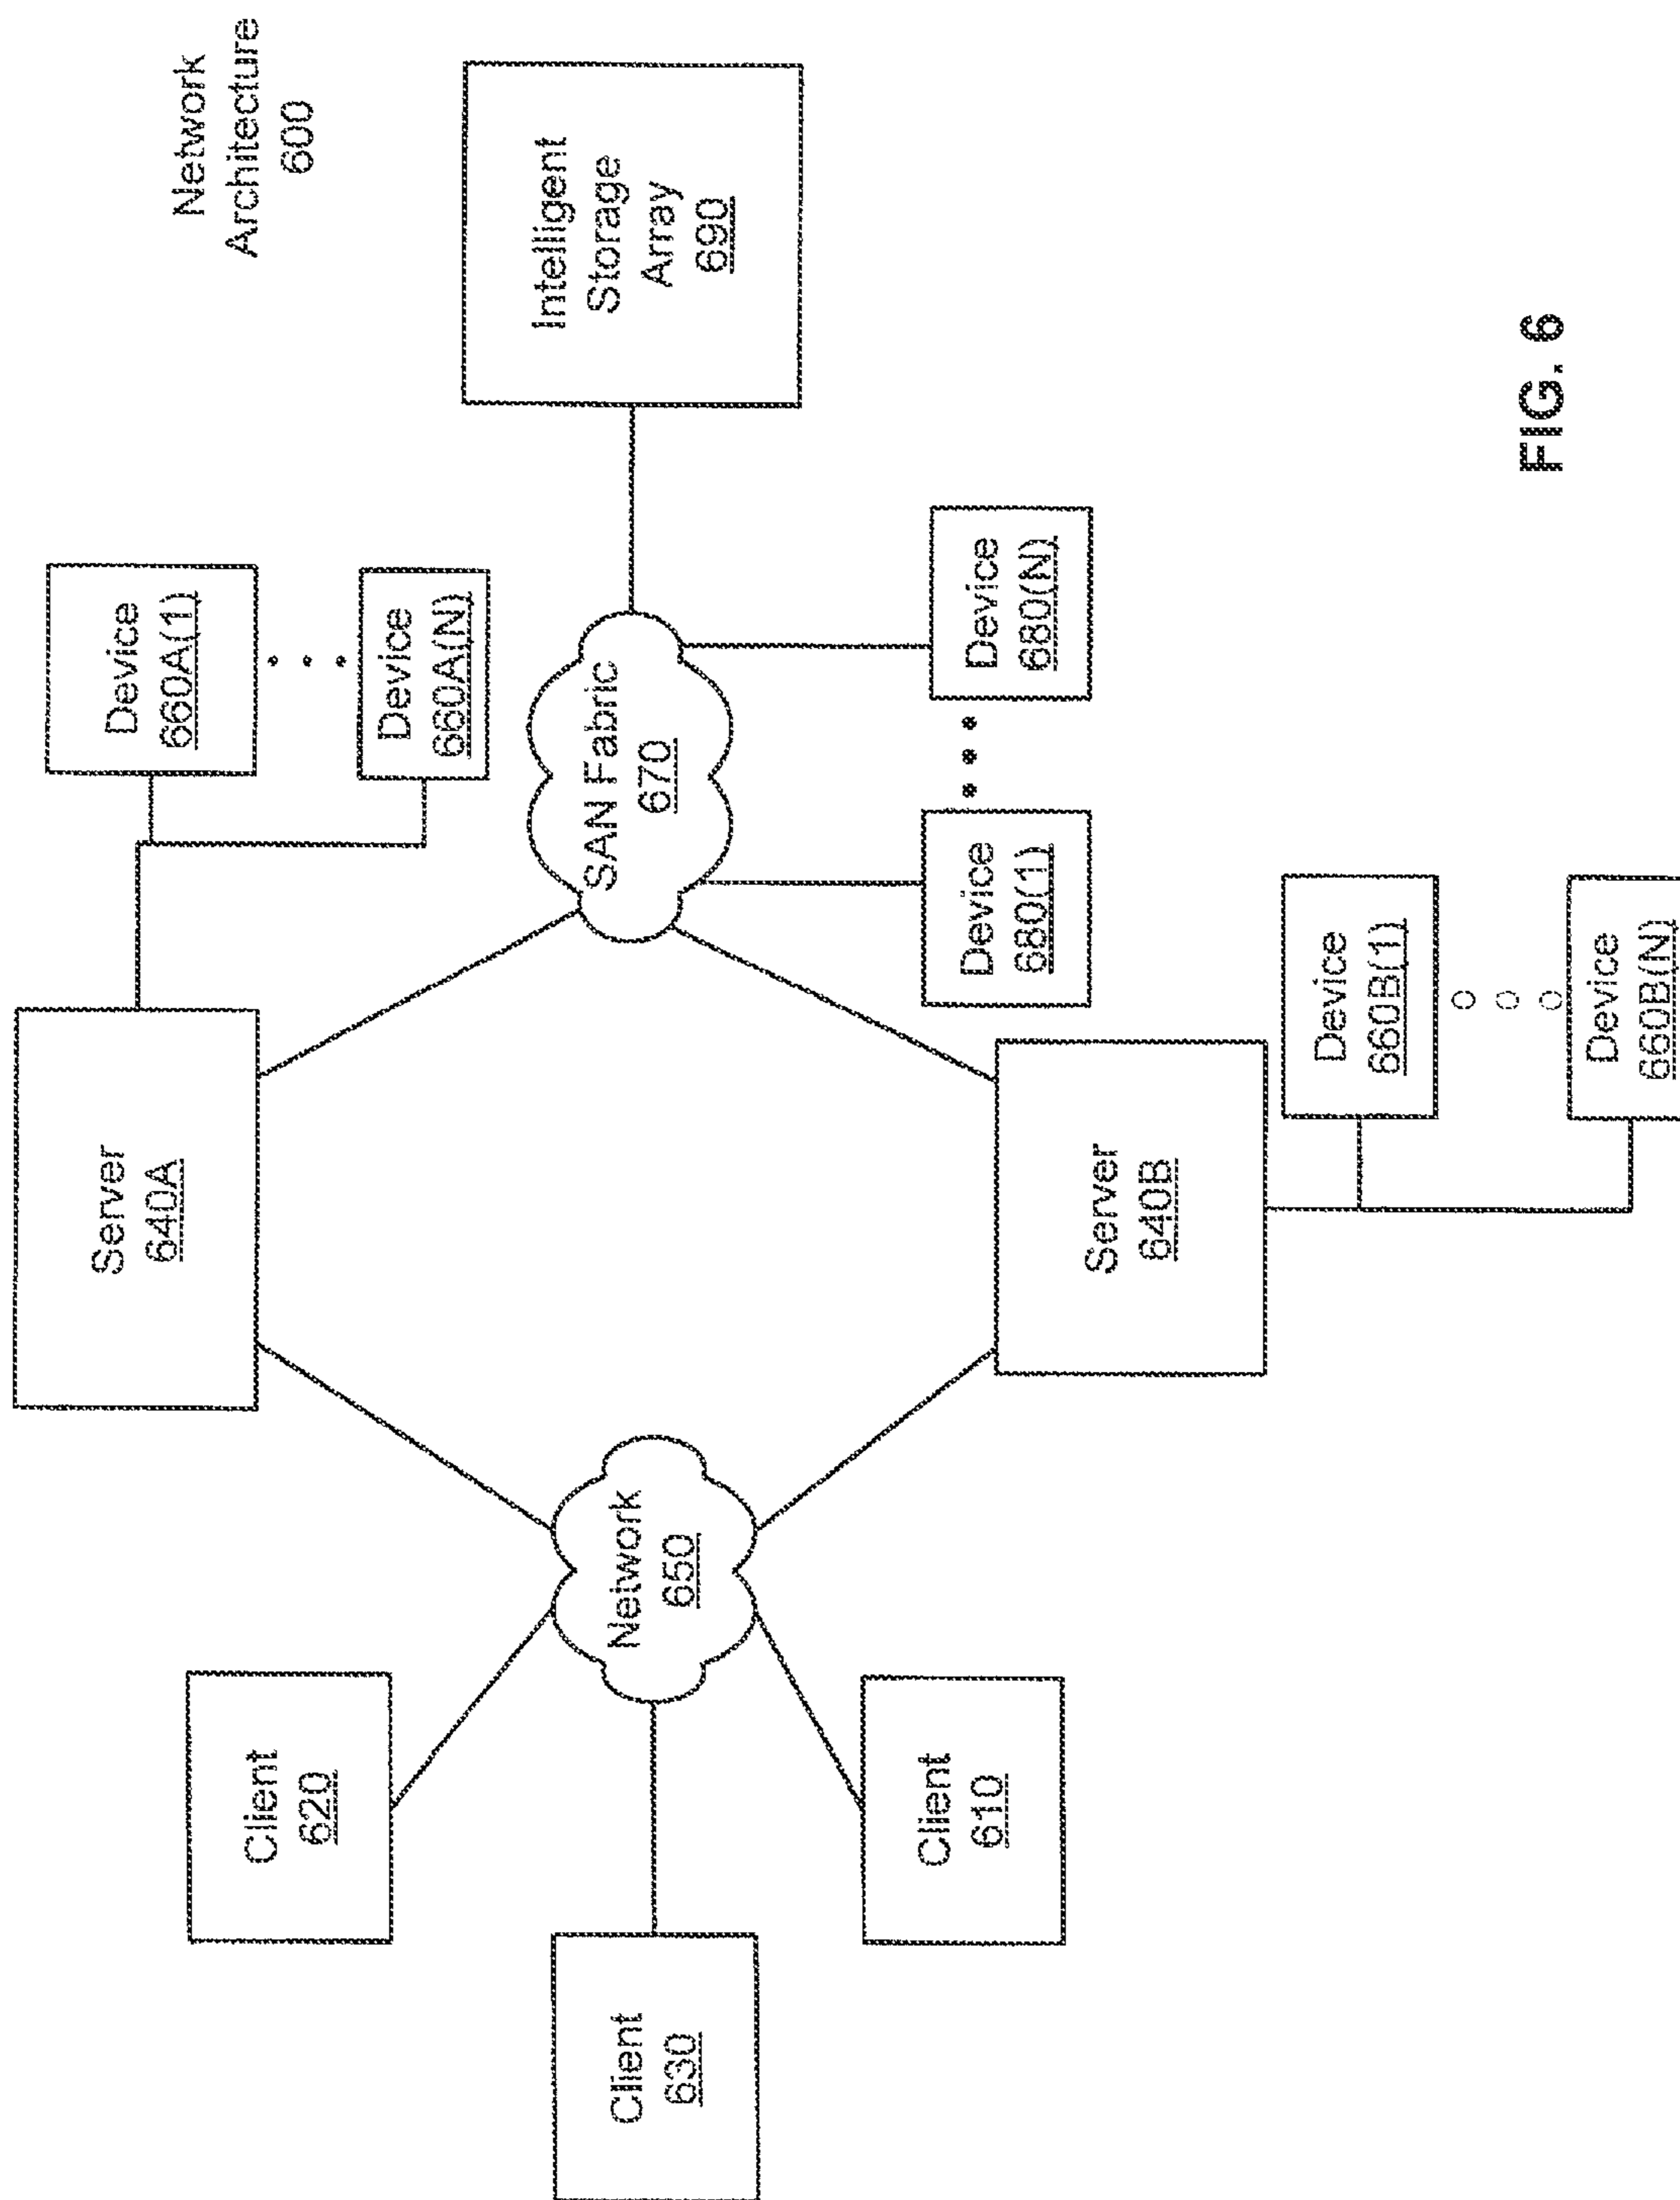 Network
Architecture
600
Device
660A(1)
Device
660A(N)
Server
640A
Intelligent
Storage
Array
690
SAN Fabric
670
Client
620
Network
650
Client
630
Device
680(1)
Device
680(N)
Client
610
Server
640B
Device
660B(1)
Device
660B(N)
FIG. 6